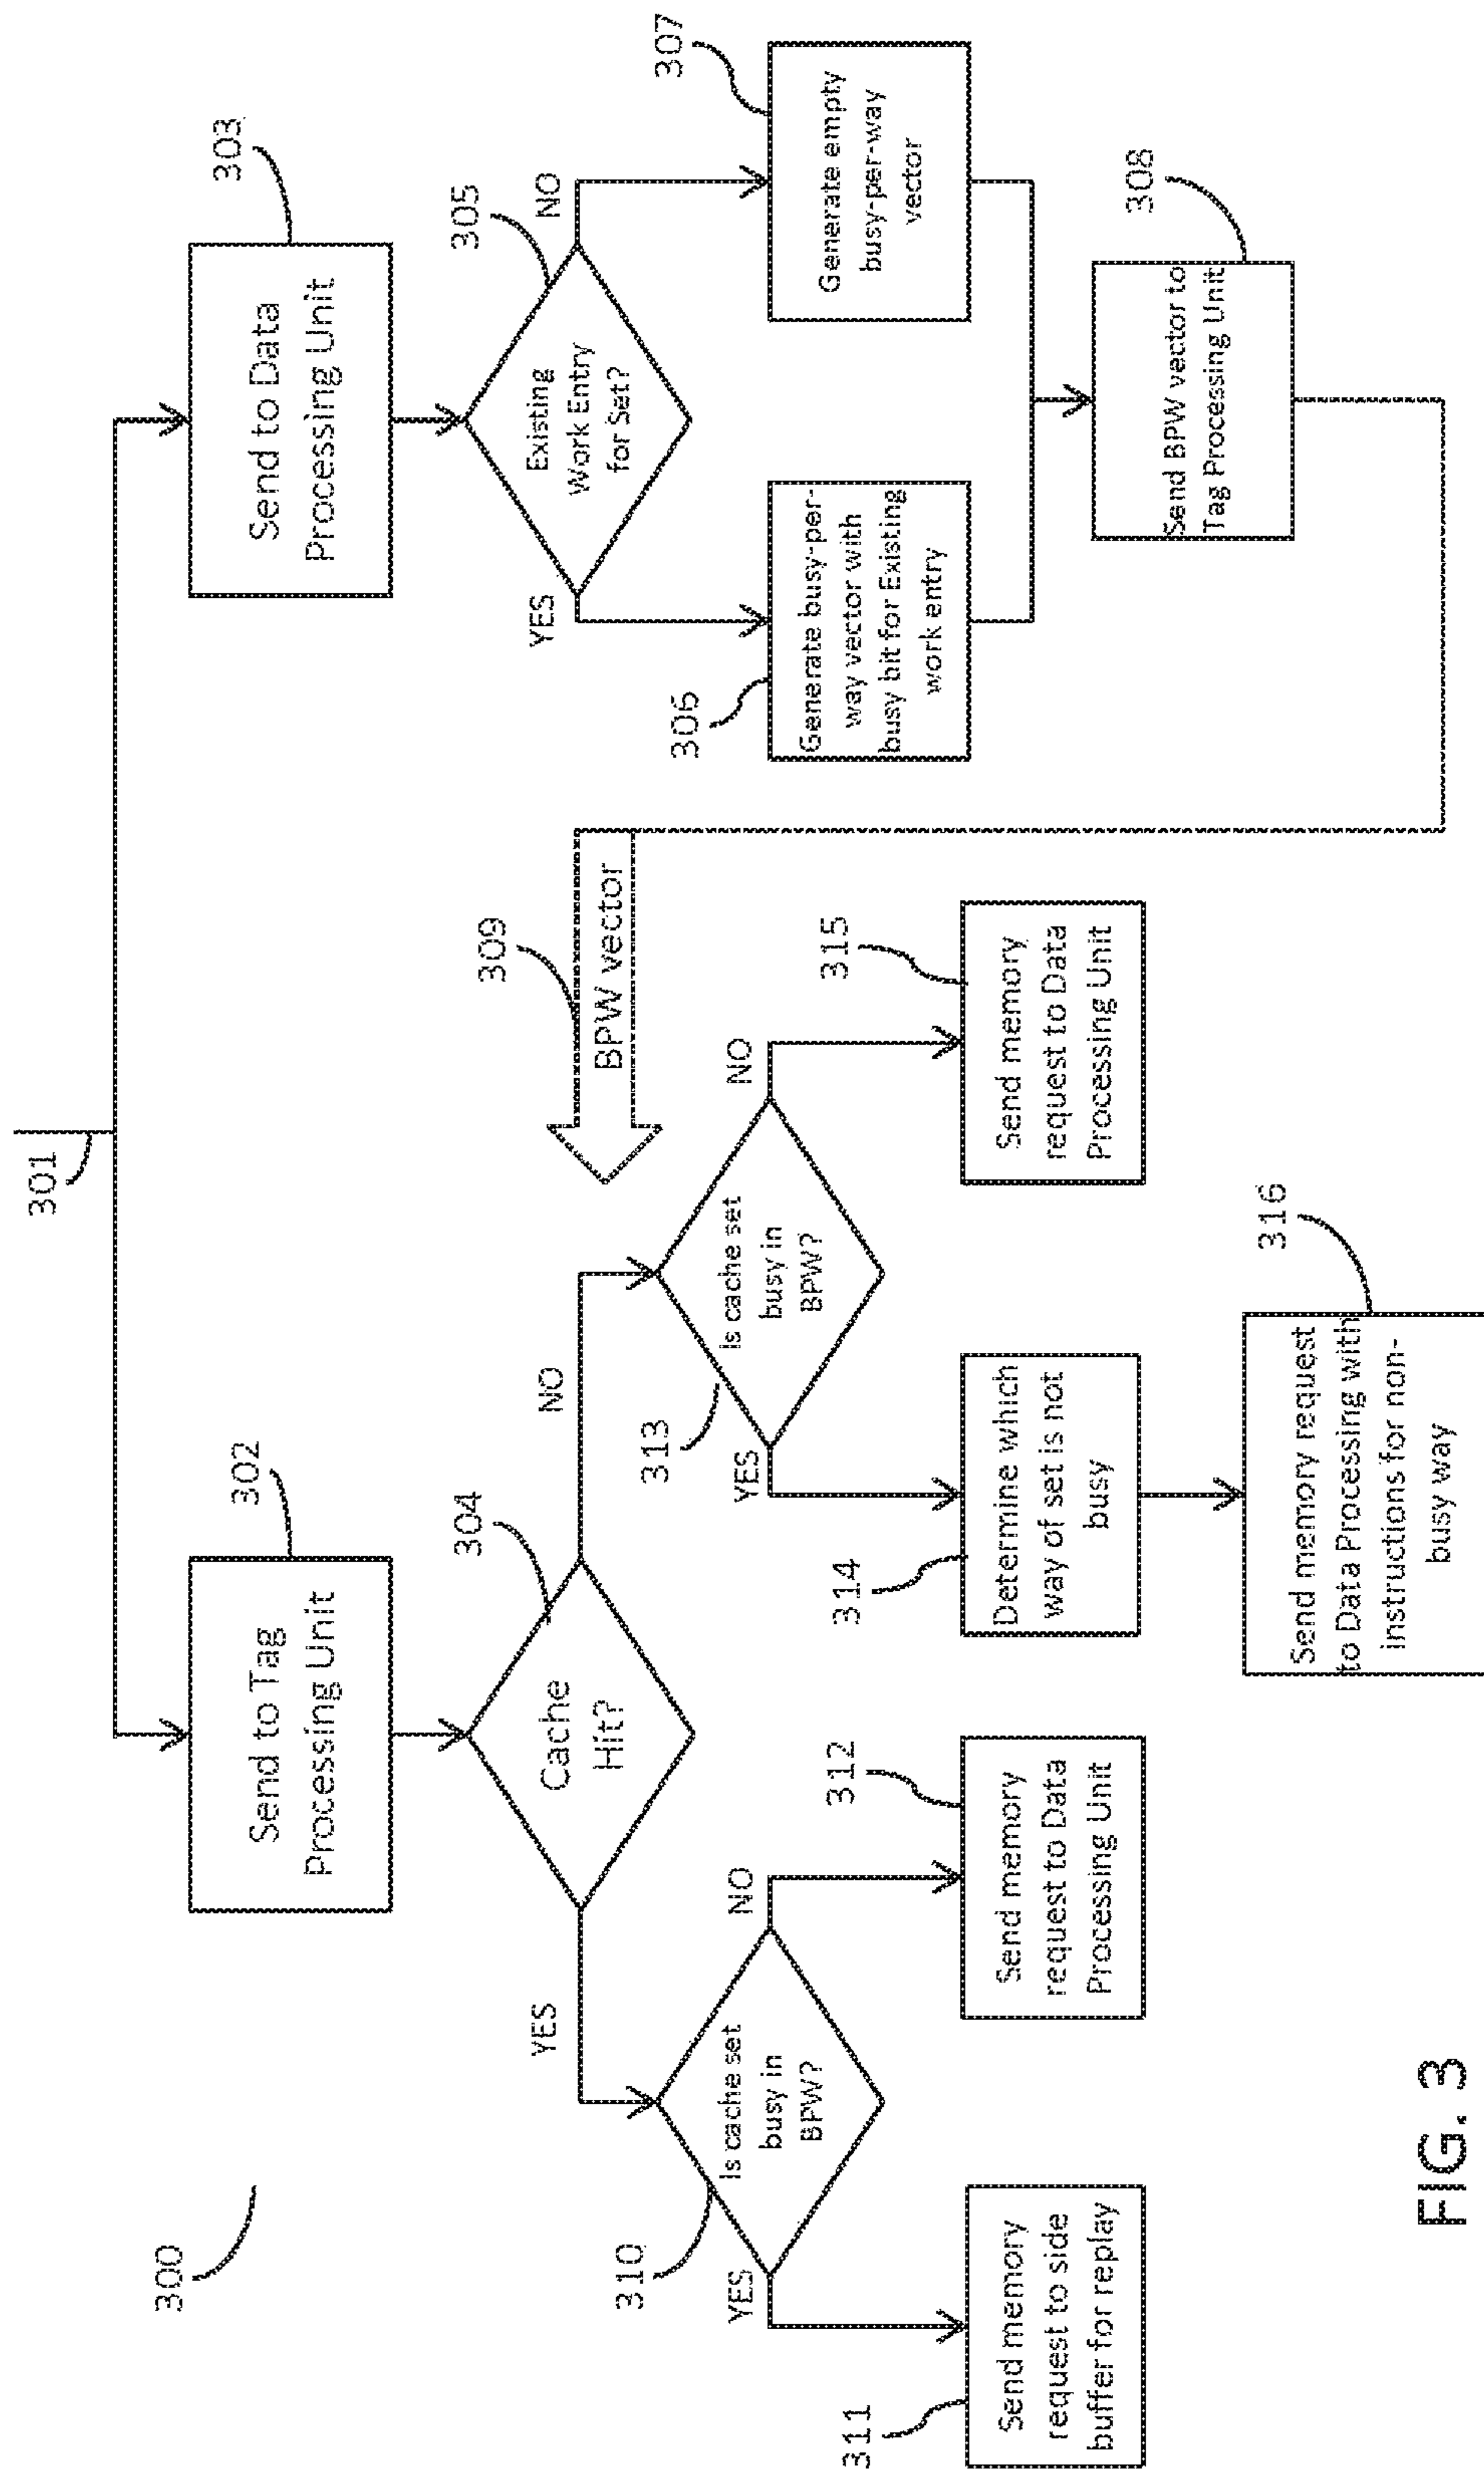 300
301
302
Send to Tag
Processing Unit
303
Send to Data
Processing Unit
304
Cache
Hit?
YES
NO
305
Existing
Work Entry
for Set?
YES
NO
306
Generate busy-per-
way vector with
busy bit for Existing
work entry
307
Generate empty
busy-per-way
vector
308
Send BPW vector to
Tag Processing Unit
309
BPW vector
310
Is cache set
busy in
BPW?
YES
NO
311
Send memory
request to side
buffer for replay
312
Send memory
request to Data
Processing Unit
313
Is cache set
busy in
BPW?
YES
NO
314
Determine which
way of set is not
busy
315
Send memory
request to Data
Processing Unit
316
Send memory request
to Data Processing with
instructions for non-
busy way
FIG. 3